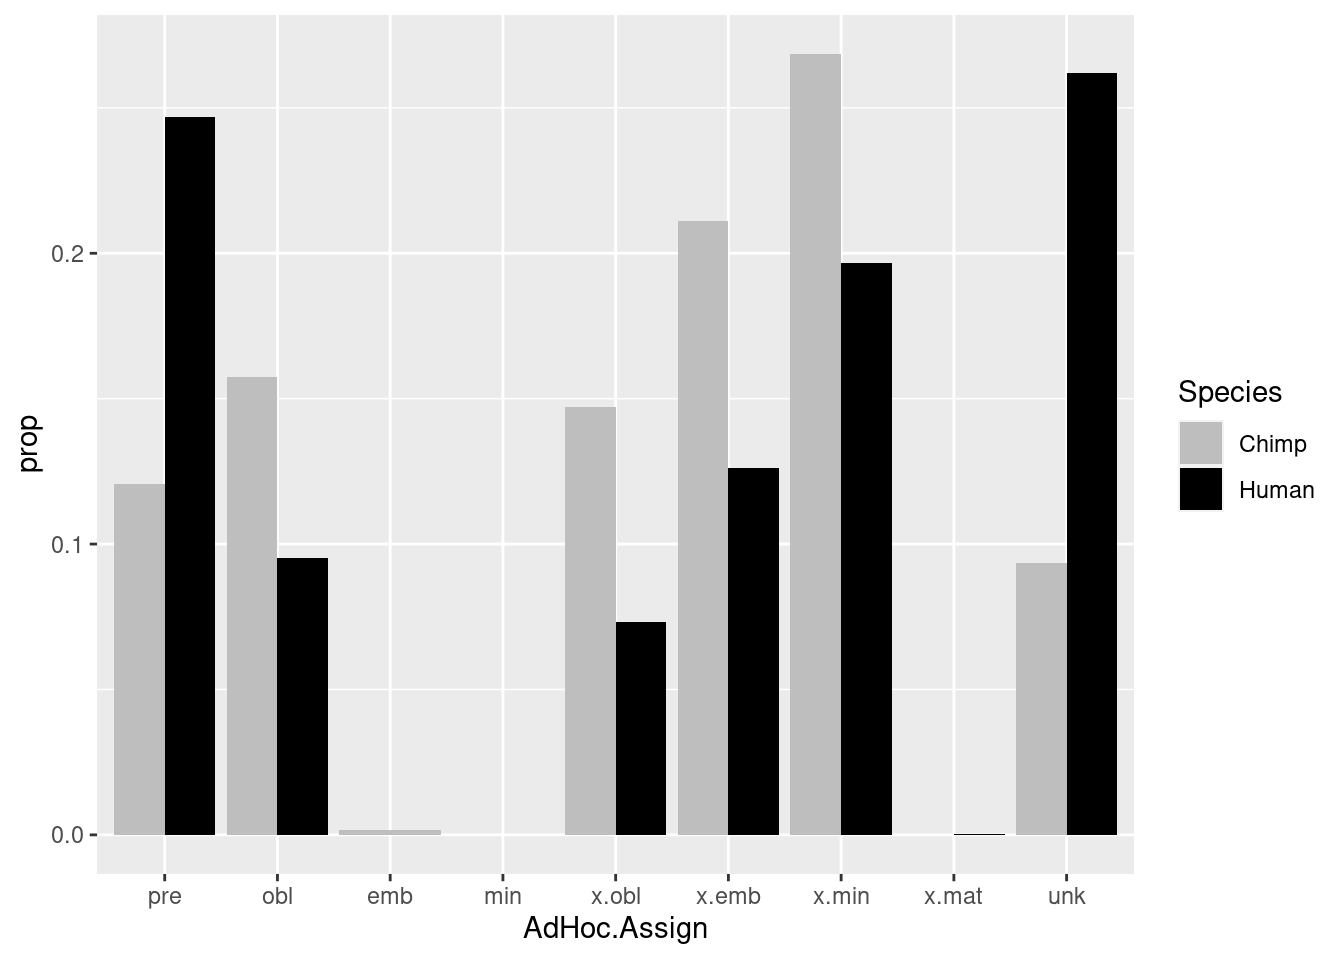 prop
0.2
0.1
0.0
pre obl emb min x.obl x.emb x.min x.mat unk
AdHoc.Assign
Species
Chimp
Human